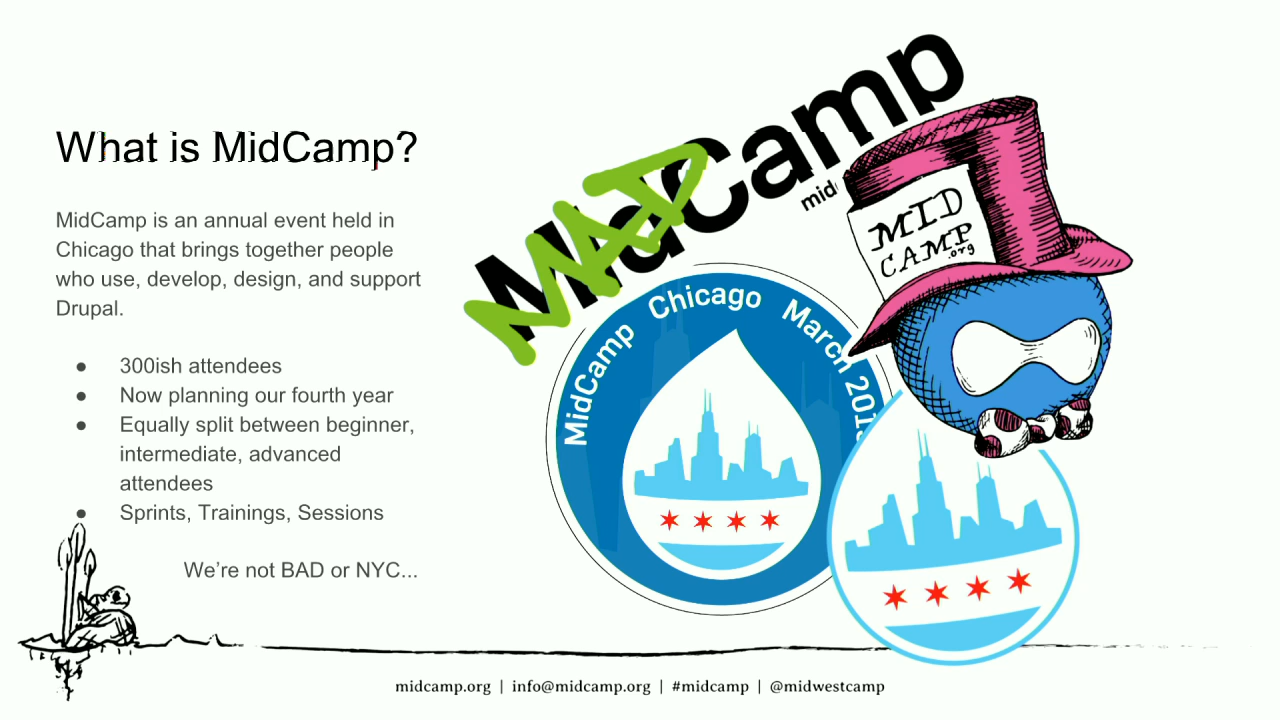 What is MidCamp?
MidCamp is an annual event held in
Chicago that brings together people
who use, develop, design, and support
Drupal.
● 300ish attendees
● Now planning our fourth year
● Equally split between beginner,
intermediate, advanced
attendees
● Sprints, Trainings, Sessions
We’re not BAD or NYC...
MidCamp
MAD
mid
MID
CAMP
.org
MidCamp Chicago March
midcamp.org | info@midcamp.org | #midcamp | @midwestcamp